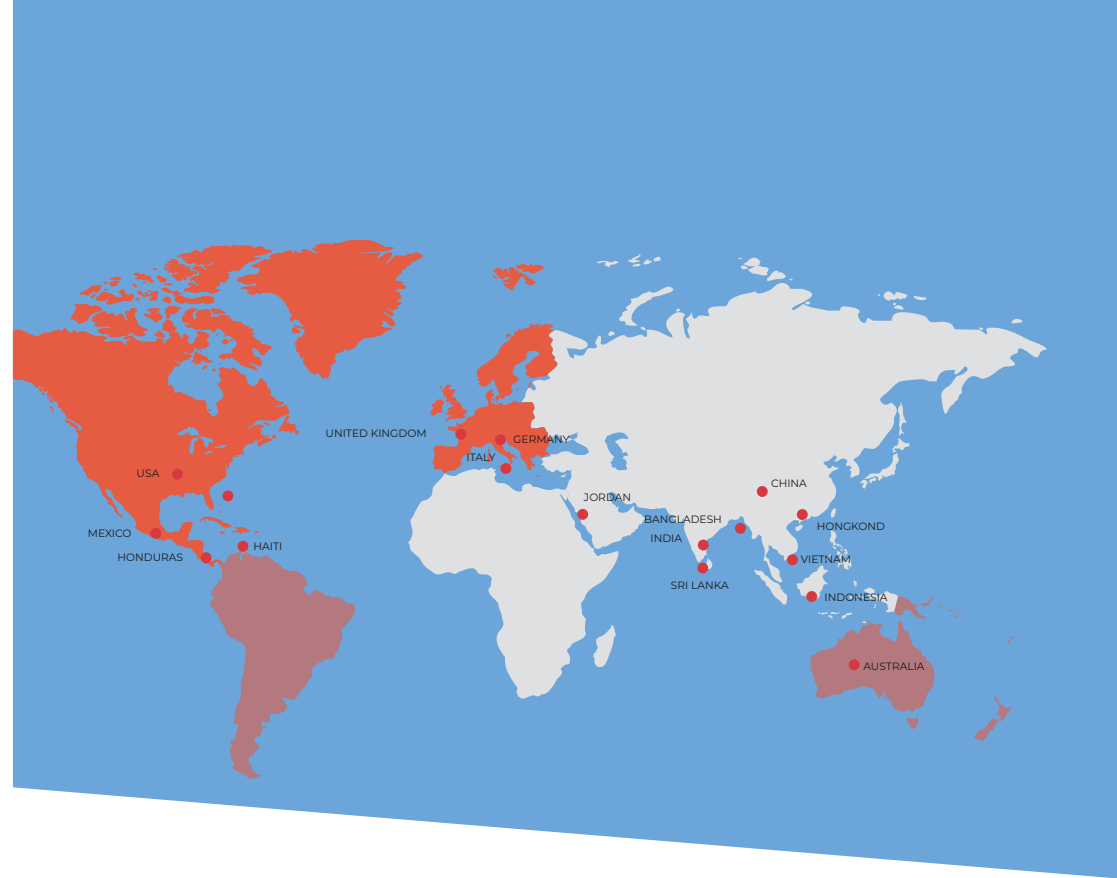 UNITED KINGDOM
GERMANY
ITALY
USA
CHINA
JORDAN
BANGLADESH
HONGKOND
MEXICO
INDIA
HAITI
HONDURAS
VIETNAM
SRI LANKA
INDONESIA
AUSTRALIA